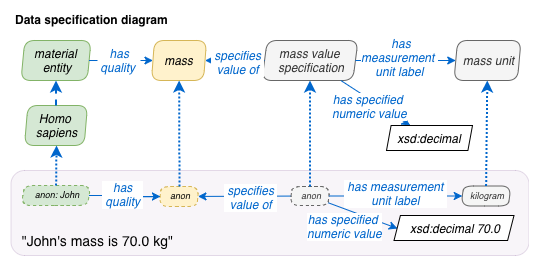 Data specification diagram
material
entity
has
quality
mass
specifies
value of
mass value
specification
has
measurement
unit label
mass unit
has specified
numeric value
xsd:decimal
Homo
sapiens
anon: John
has
quality
anon
specifies
value of
anon
has measurement
unit label
kilogram
has specified
numeric value
xsd:decimal 70.0
"John's mass is 70.0 kg"